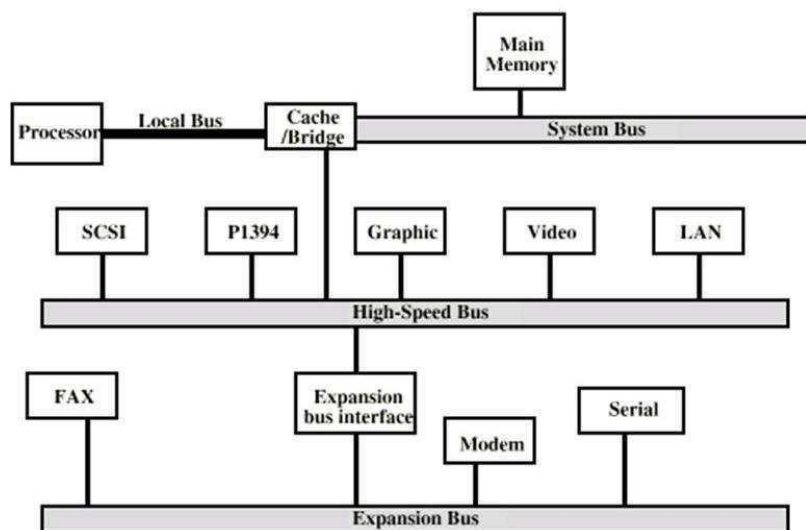 Main
Memory
Processor
Local Bus
Cache
/Bridge
System Bus
SCSI
P1394
Graphic
Video
LAN
High-Speed Bus
FAX
Expansion
bus interface
Modem
Serial
Expansion Bus